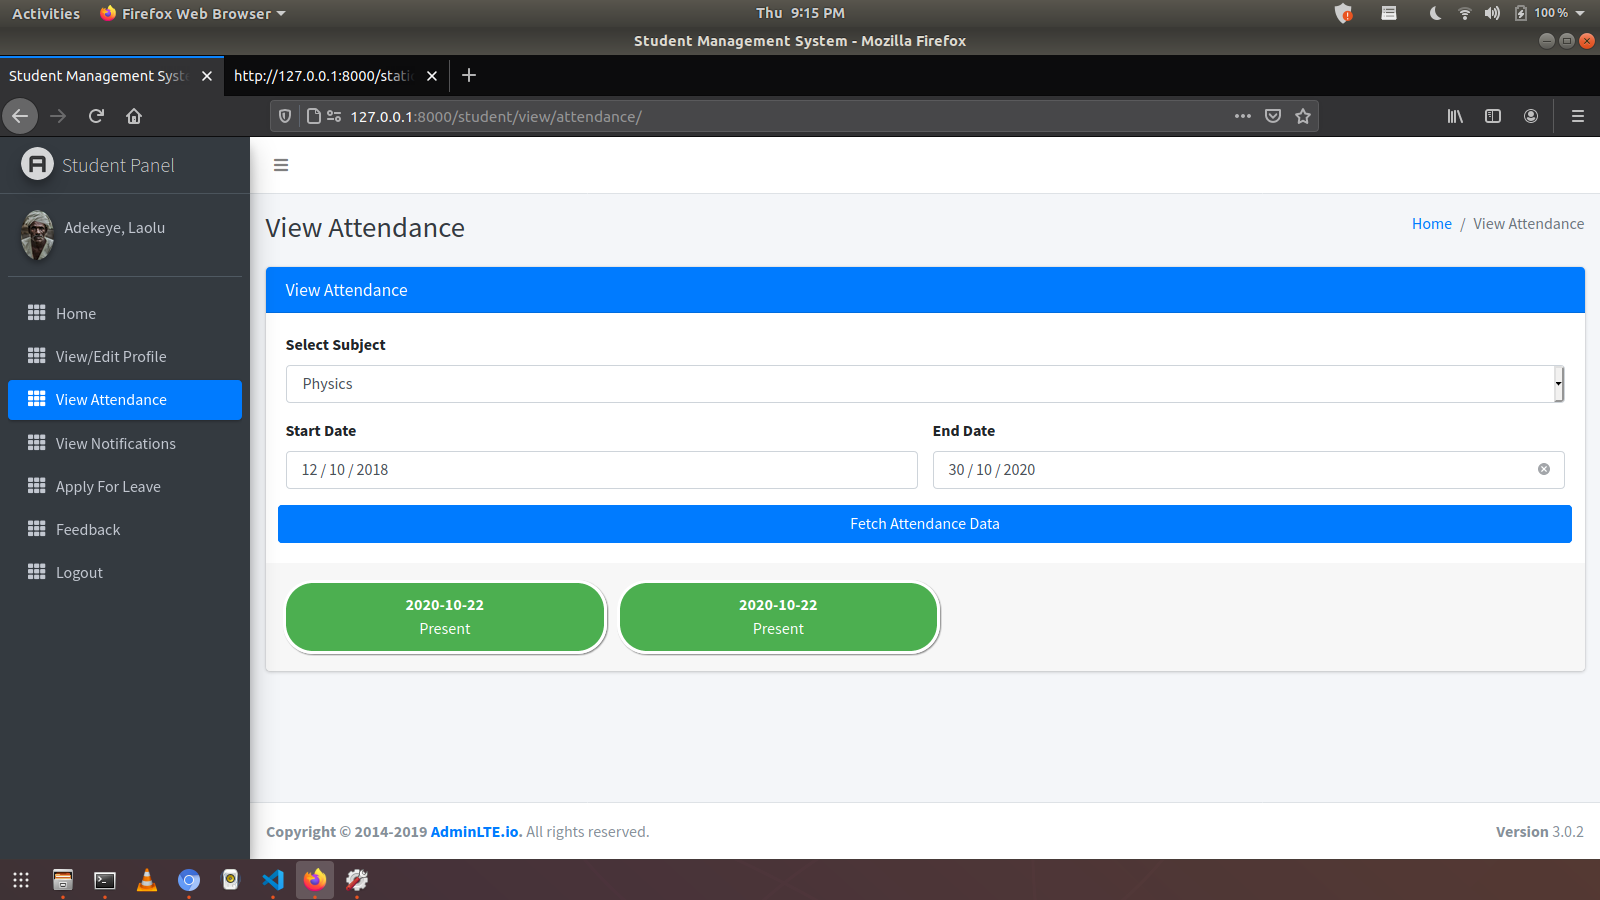 Activities Firefox Web Browser Thu 9:15 PM 100 %
Student Management System - Mozilla Firefox
Student Management Syst http://127.0.0.1:8000/stati
127.0.0.1:8000/student/view/attendance/
Student Panel
Adekeye, Laolu
Home
View/Edit Profile
View Attendance
View Notifications
Apply For Leave
Feedback
Logout
View Attendance
Home / View Attendance
View Attendance
Select Subject
Physics
Start Date End Date
12 / 10 / 2018 30 / 10 / 2020
Fetch Attendance Data
2020-10-22 2020-10-22
Present Present
Copyright © 2014-2019 AdminLTE.io. All rights reserved. Version 3.0.2